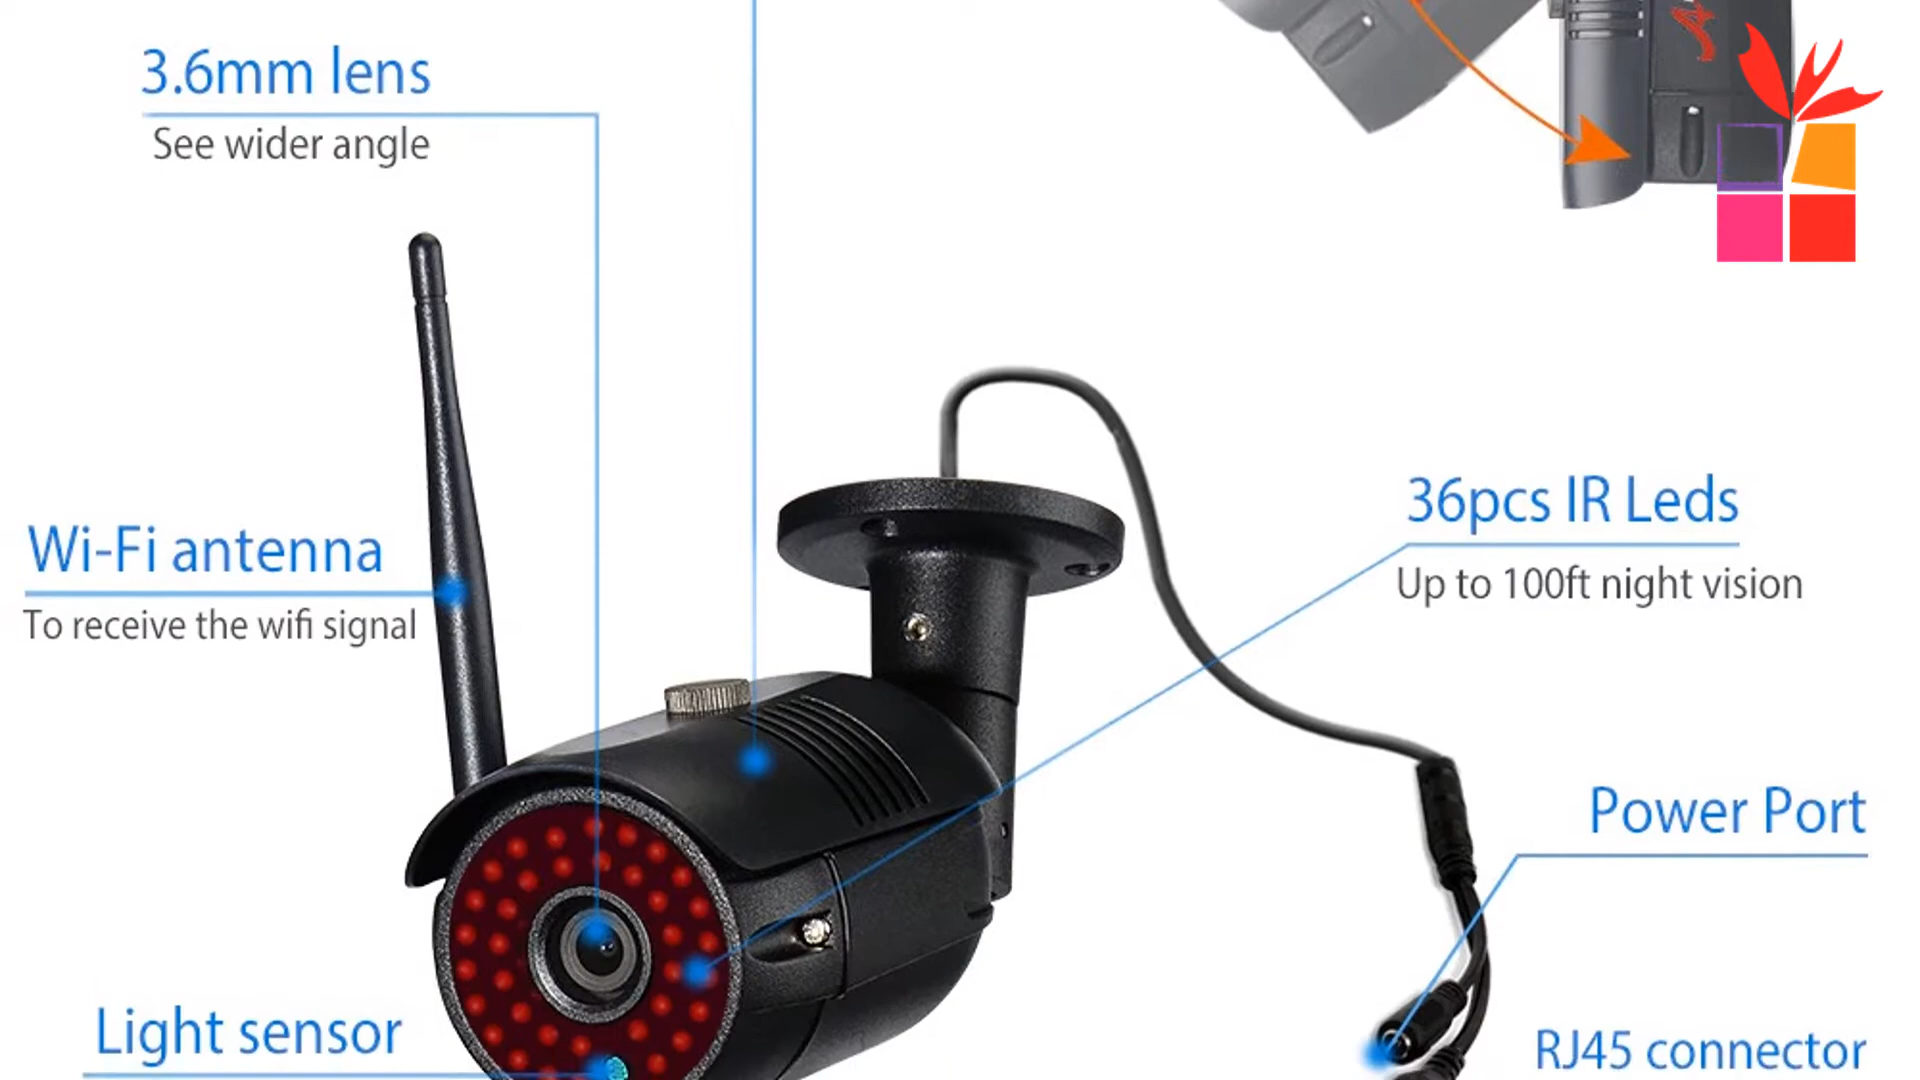 3.6mm lens
See wider angle
Wi-Fi antenna
To receive the wifi signal
36pcs IR Leds
Up to 100ft night vision
Power Port
Light sensor
RJ45 connector